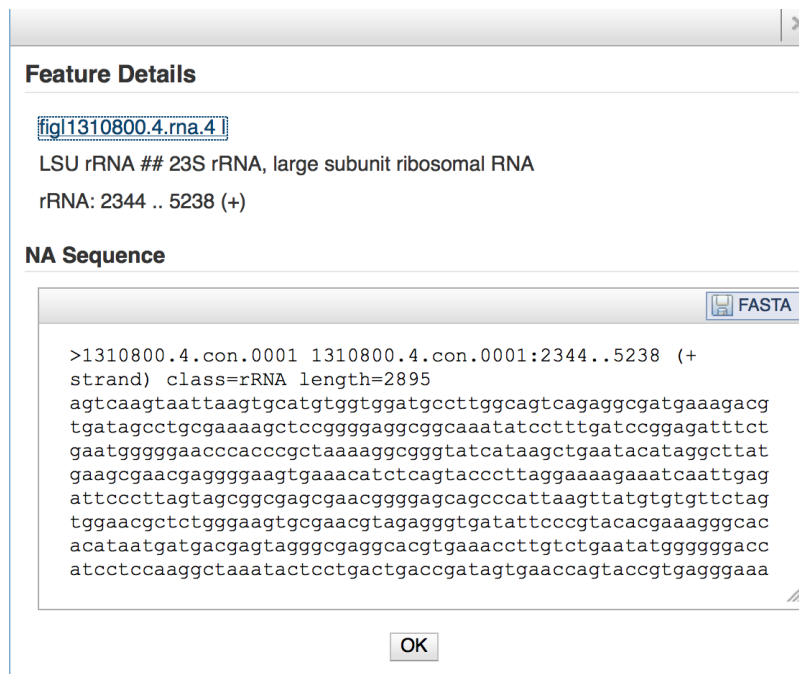 Feature Details
fig|1310800.4.rna.4 |
LSU rRNA ## 23S rRNA, large subunit ribosomal RNA
rRNA: 2344 .. 5238 (+)
NA Sequence
FASTA
>1310800.4.con.0001 1310800.4.con.0001:2344..5238 (+
strand) class=rRNA length=2895
agtcaagtaattaagtgcatgtggtggatgccttggcagtcagaggcgatgaaagacg
tgatagcctgcgaaaagctccggggaggcggcaaatatcctttgatccggagatttct
gaatgggggaacccacccgctaaaaggcgggtatcataagctgaatacataggcttat
gaagcgaacgaggggaagtgaaacatctcagtacccttaggaaaagaaatcaattgag
attcccttagtagcggcgagcgaacggggagcagcccattaagttatgtgtgttctag
tggaacgctctgggaagtgcgaacgtagagggtgatattcccgtacacgaaagggcac
acataatgatgacgagtagggcgaggcacgtgaaaccttgtctgaatatggggggacc
atcctccaaggctaaatactcctgactgaccgatagtgaaccagtaccgtgagggaaa
OK